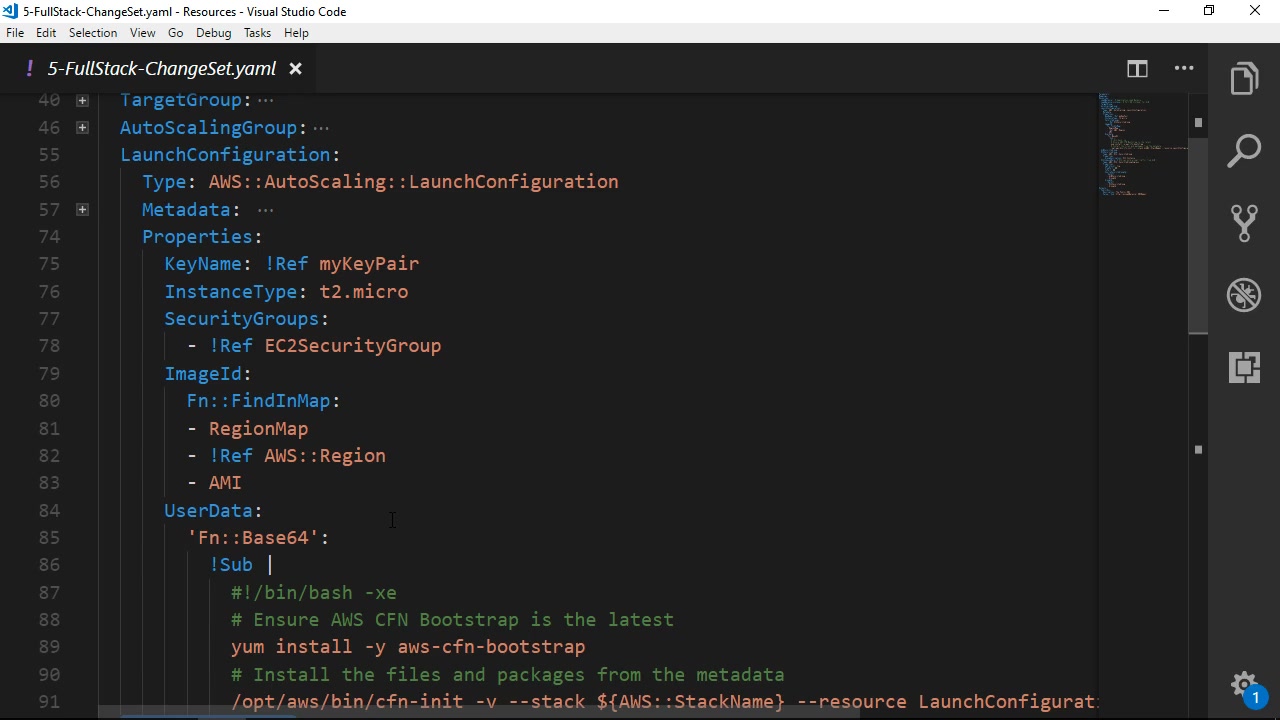 5-FullStack-ChangeSet.yaml - Resources - Visual Studio Code
File Edit Selection View Go Debug Tasks Help
! 5-FullStack-ChangeSet.yaml ×
40 TargetGroup: ···
46 AutoScalingGroup: ···
55 LaunchConfiguration:
56 Type: AWS::AutoScaling::LaunchConfiguration
57 Metadata: ···
74 Properties:
75 KeyName: !Ref myKeyPair
76 InstanceType: t2.micro
77 SecurityGroups:
78 - !Ref EC2SecurityGroup
79 ImageId:
80 Fn::FindInMap:
81 - RegionMap
82 - !Ref AWS::Region
83 - AMI
84 UserData:
85 'Fn::Base64':
86 !Sub |
87 #!/bin/bash -xe
88 # Ensure AWS CFN Bootstrap is the latest
89 yum install -y aws-cfn-bootstrap
90 # Install the files and packages from the metadata
91 /opt/aws/bin/cfn-init -v --stack ${AWS::StackName} --resource LaunchConfigurati
1